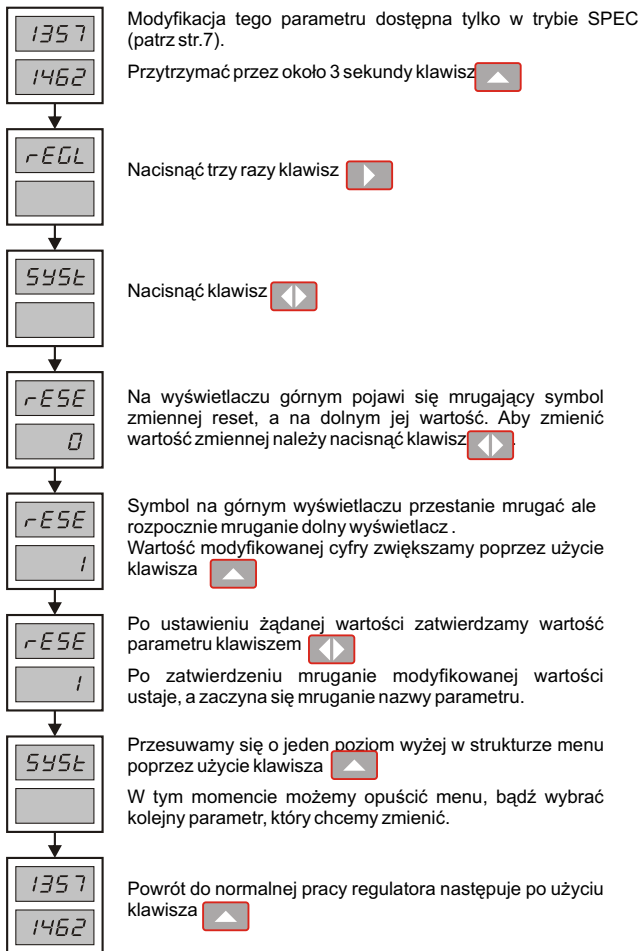 1357
1462
Modyfikacja tego parametru dostępna tylko w trybie SPEC
(patrz str.7).
Przytrzymać przez około 3 sekundy klawisz
rEGL
Nacisnąć trzy razy klawisz
SYSt
Nacisnąć klawisz
rESE
0
Na wyświetlaczu górnym pojawi się mrugający symbol
zmiennej reset, a na dolnym jej wartość. Aby zmienić
wartość zmiennej należy nacisnąć klawisz .
rESE
1
Symbol na górnym wyświetlaczu przestanie mrugać ale
rozpocznie mruganie dolny wyświetlacz .
Wartość modyfikowanej cyfry zwiększamy poprzez użycie
klawisza
rESE
1
Po ustawieniu żądanej wartości zatwierdzamy wartość
parametru klawiszem
Po zatwierdzeniu mruganie modyfikowanej wartości
ustaje, a zaczyna się mruganie nazwy parametru.
SYSt
Przesuwamy się o jeden poziom wyżej w strukturze menu
poprzez użycie klawisza
W tym momencie możemy opuścić menu, bądź wybrać
kolejny parametr, który chcemy zmienić.
1357
1462
Powrót do normalnej pracy regulatora następuje po użyciu
klawisza